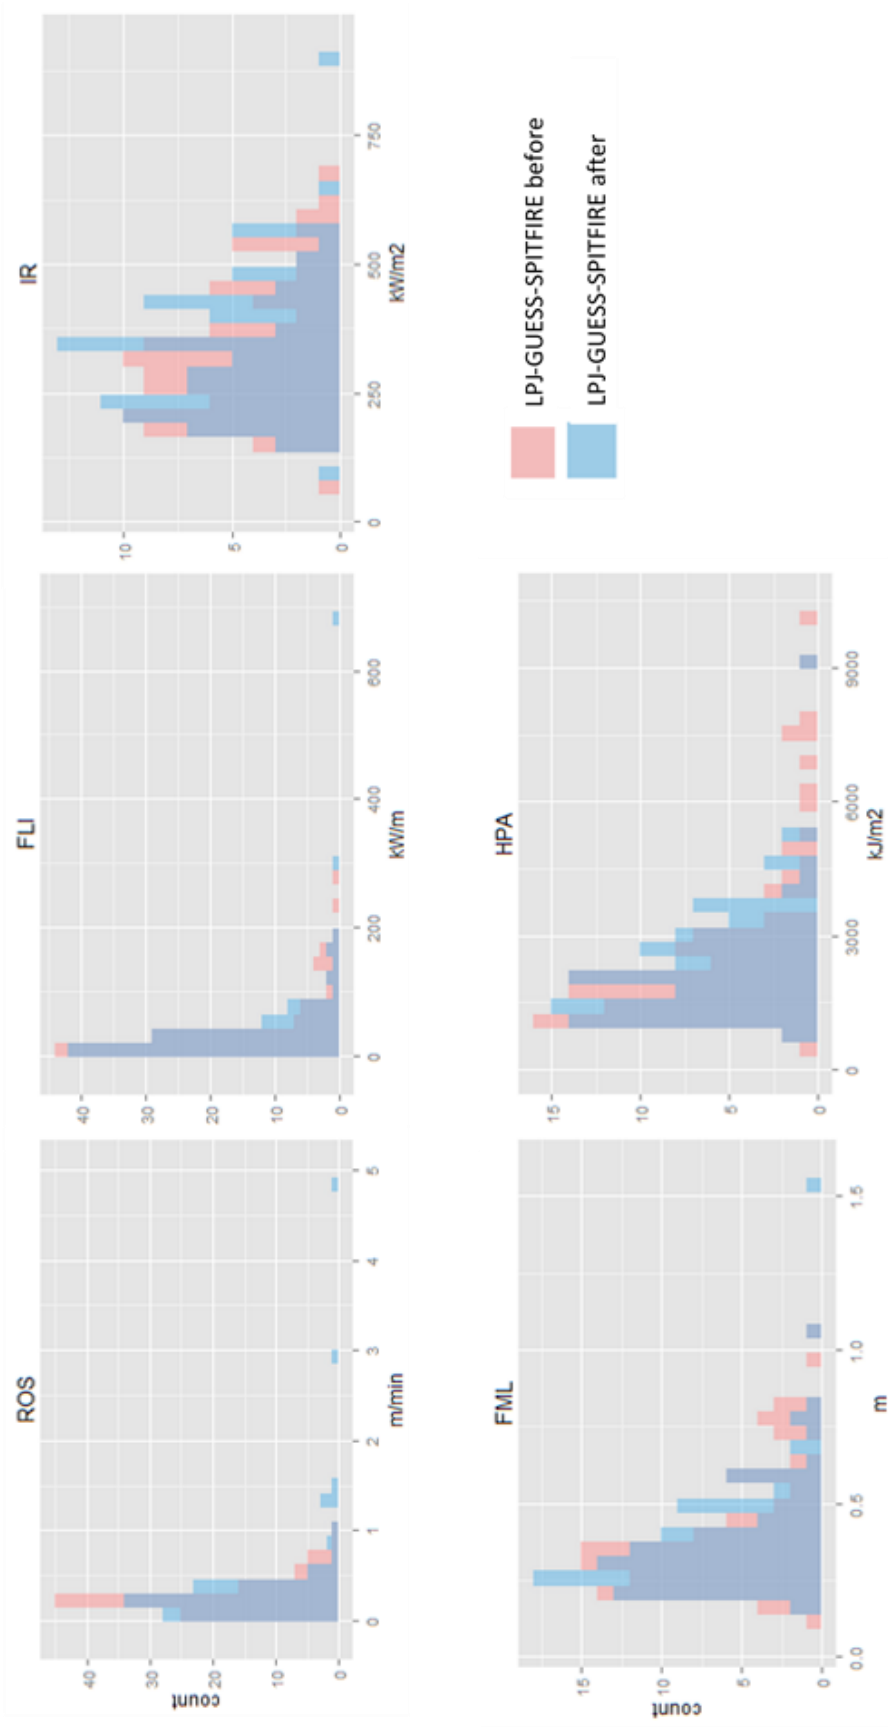 ROS
40
30
20
10
0
count
0 1 2 3 4 5
m/min
FLI
40
30
20
10
0
0 200 400 600
kW/m
IR
10
5
0
0 250 500 750
kW/m2
FML
15
10
5
0
count
0.0 0.5 1.0 1.5
m
HPA
15
10
5
0
0 3000 6000 9000
kJ/m2
LPJ-GUESS-SPITFIRE before
LPJ-GUESS-SPITFIRE after